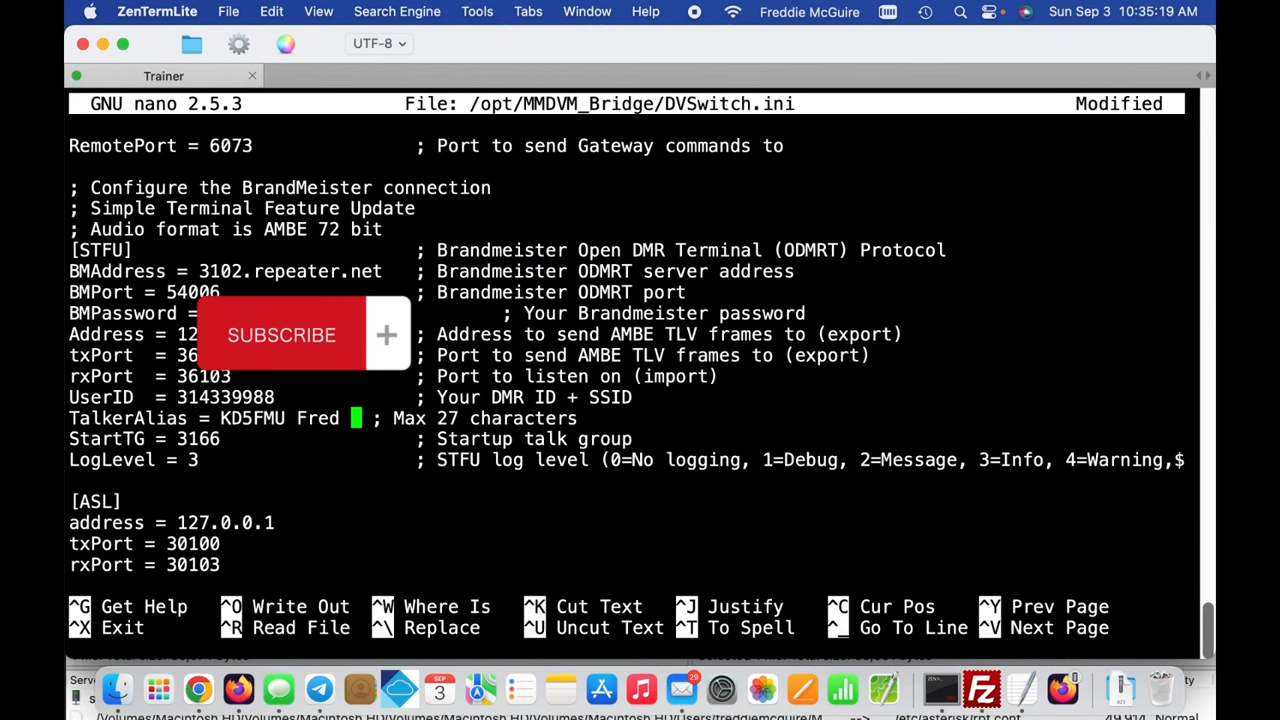 ZenTermLite File Edit View Search Engine Tools Tabs Window Help Freddie McGuire Sun Sep 3 10:35:19 AM
UTF-8
Trainer
GNU nano 2.5.3 File: /opt/MMDVM_Bridge/DVSwitch.ini Modified
RemotePort = 6073 ; Port to send Gateway commands to
; Configure the BrandMeister connection
; Simple Terminal Feature Update
; Audio format is AMBE 72 bit
[STFU] ; Brandmeister Open DMR Terminal (ODMRT) Protocol
BMAddress = 3102.repeater.net ; Brandmeister ODMRT server address
BMPort = 54006 ; Brandmeister ODMRT port
BMPassword = ; Your Brandmeister password
Address = 12 ; Address to send AMBE TLV frames to (export)
SUBSCRIBE +
txPort = 36 ; Port to send AMBE TLV frames to (export)
rxPort = 36103 ; Port to listen on (import)
UserID = 314339988 ; Your DMR ID + SSID
TalkerAlias = KD5FMU Fred ; Max 27 characters
StartTG = 3166 ; Startup talk group
LogLevel = 3 ; STFU log level (0=No logging, 1=Debug, 2=Message, 3=Info, 4=Warning,$
[ASL]
address = 127.0.0.1
txPort = 30100
rxPort = 30103
^G Get Help ^O Write Out ^W Where Is ^K Cut Text ^J Justify ^C Cur Pos ^Y Prev Page
^X Exit ^R Read File ^\ Replace ^U Uncut Text ^T To Spell ^_ Go To Line ^V Next Page
29
SEP
3